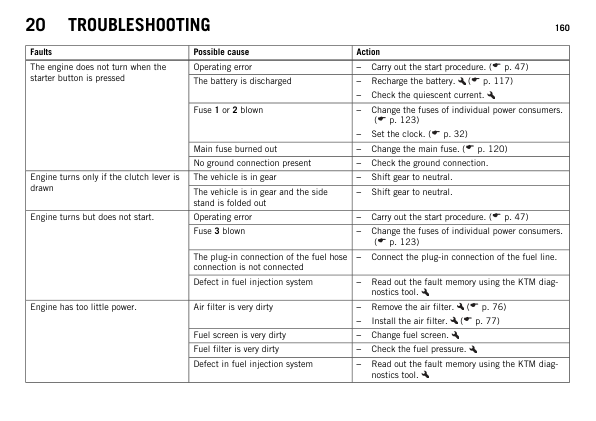 20 TROUBLESHOOTING 160
Faults Possible cause Action
The engine does not turn when the
starter button is pressed
Operating error – Carry out the start procedure. ( p. 47)
The battery is discharged – Recharge the battery. ( p. 117)
– Check the quiescent current.
Fuse 1 or 2 blown – Change the fuses of individual power consumers.
( p. 123)
– Set the clock. ( p. 32)
Main fuse burned out – Change the main fuse. ( p. 120)
No ground connection present – Check the ground connection.
Engine turns only if the clutch lever is
drawn
The vehicle is in gear – Shift gear to neutral.
The vehicle is in gear and the side
stand is folded out
– Shift gear to neutral.
Engine turns but does not start. Operating error – Carry out the start procedure. ( p. 47)
Fuse 3 blown – Change the fuses of individual power consumers.
( p. 123)
The plug-in connection of the fuel hose
connection is not connected
– Connect the plug-in connection of the fuel line.
Defect in fuel injection system – Read out the fault memory using the KTM diag-
nostics tool.
Engine has too little power. Air filter is very dirty – Remove the air filter. ( p. 76)
– Install the air filter. ( p. 77)
Fuel screen is very dirty – Change fuel screen.
Fuel filter is very dirty – Check the fuel pressure.
Defect in fuel injection system – Read out the fault memory using the KTM diag-
nostics tool.